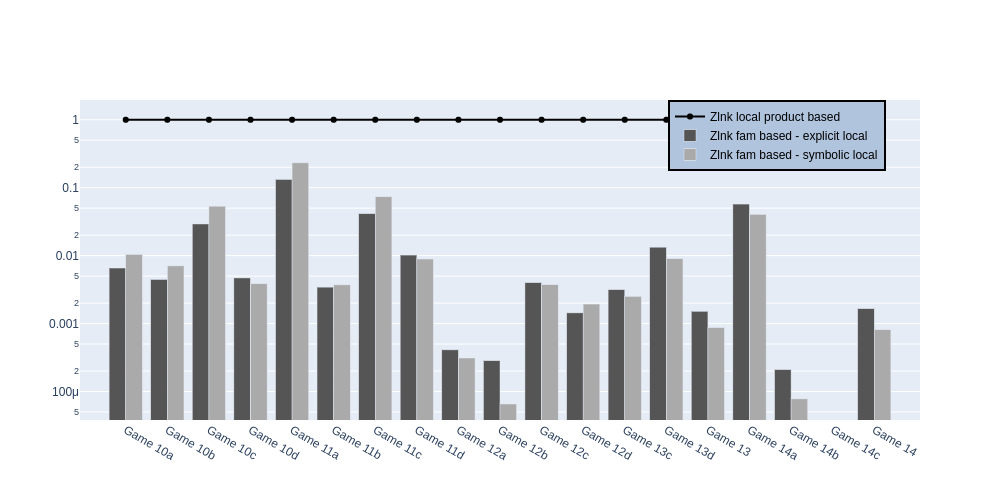 1
5
2
0.1
5
2
0.01
5
2
0.001
5
2
100μ
5
Zlnk local product based
Zlnk fam based - explicit local
Zlnk fam based - symbolic local
Game 10a
Game 10b
Game 10c
Game 10d
Game 11a
Game 11b
Game 11c
Game 11d
Game 12a
Game 12b
Game 12c
Game 12d
Game 13c
Game 13d
Game 13
Game 14a
Game 14b
Game 14c
Game 14